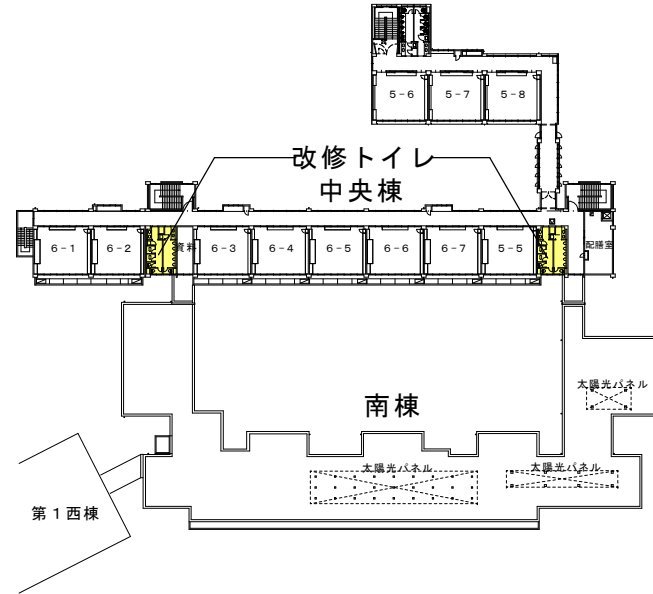 5-6
5-7
5-8
改修トイレ
中央棟
6-1
6-2
資料
6-3
6-4
6-5
6-6
6-7
5-5
配膳室
太陽光パネル
南棟
太陽光パネル
太陽光パネル
第1西棟